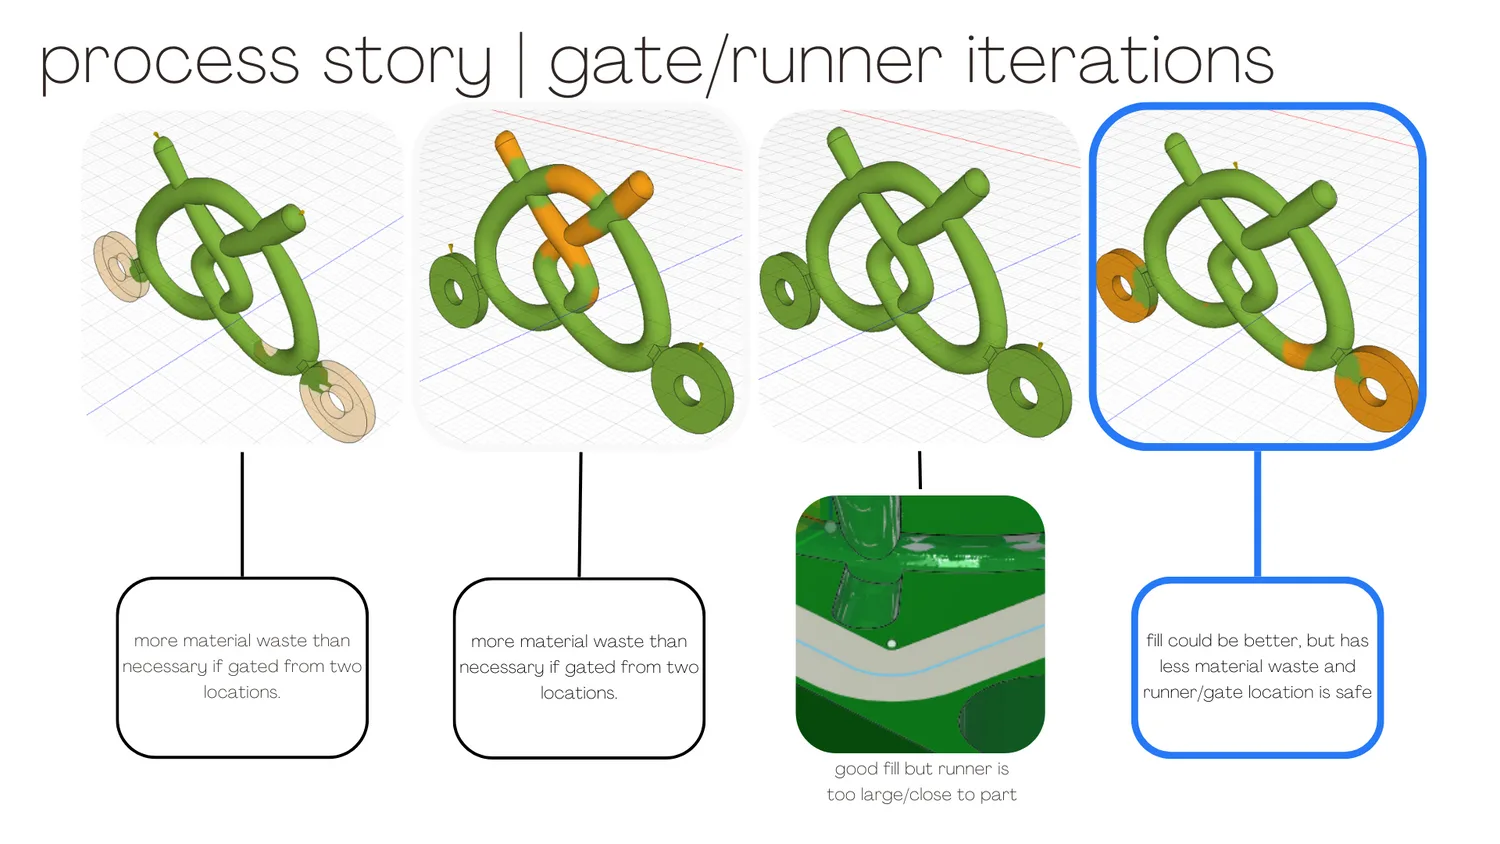 process story | gate/runner iterations
more material waste than
necessary if gated from two
locations.
more material waste than
necessary if gated from two
locations.
good fill but runner is
too large/close to part
fill could be better, but has
less material waste and
runner/gate location is safe